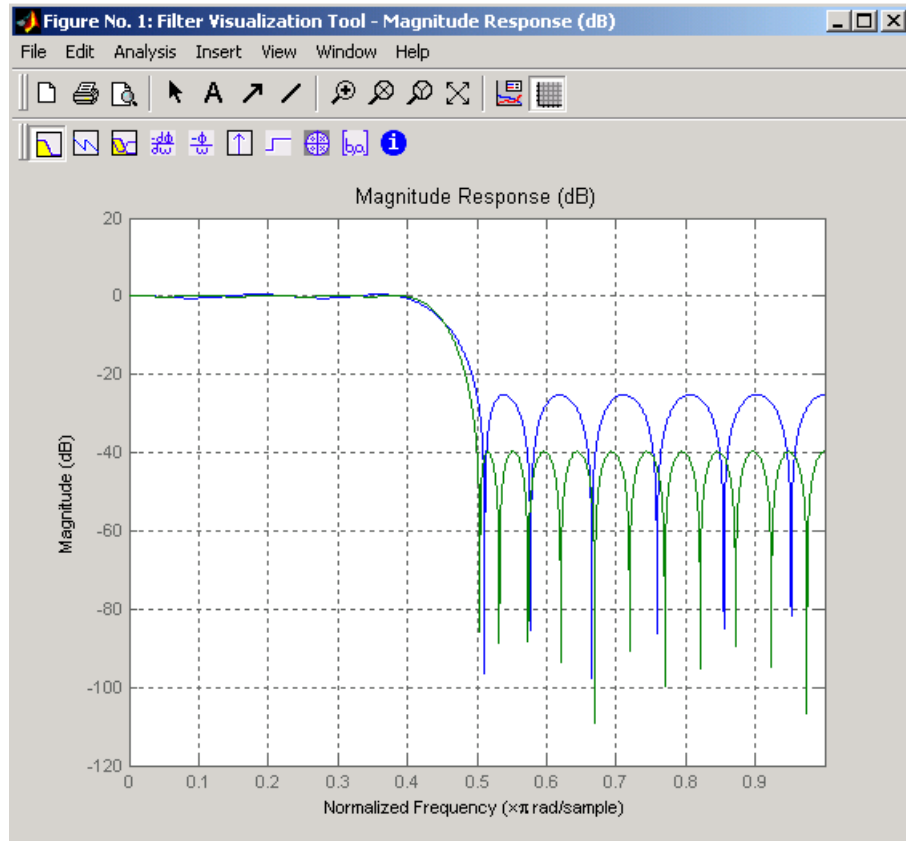 Figure No. 1: Filter Visualization Tool - Magnitude Response (dB)
File Edit Analysis Insert View Window Help
A
[b,a] i
Magnitude Response (dB)
20
0
-20
-40
-60
-80
-100
-120
Magnitude (dB)
0 0.1 0.2 0.3 0.4 0.5 0.6 0.7 0.8 0.9
Normalized Frequency (×π rad/sample)